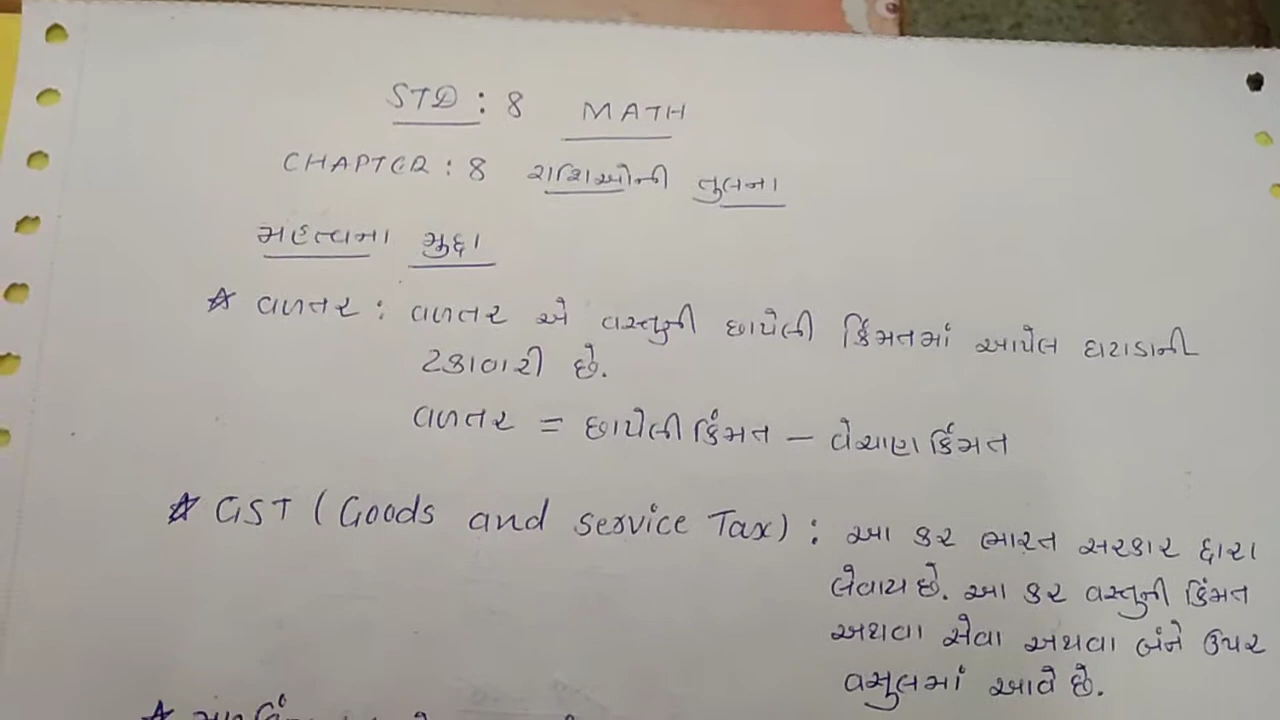 STD : 8 MATH
CHAPTER : 8 રાશિઓની તુલના
મહત્વના મુદ્દા
☆ વળતર : વળતર એ વસ્તુની છાપેલી કિંમતમાં આપેલ ઘટાડાની
ટકાવારી છે.
વળતર = છાપેલી કિંમત – વેચાણ કિંમત
☆ GST (Goods and service Tax) : આ કર ભારત સરકાર દ્વારા
લેવાય છે. આ કર વસ્તુની કિંમત
અથવા સેવા અથવા બંને ઉપર
વસુલમાં આવે છે.